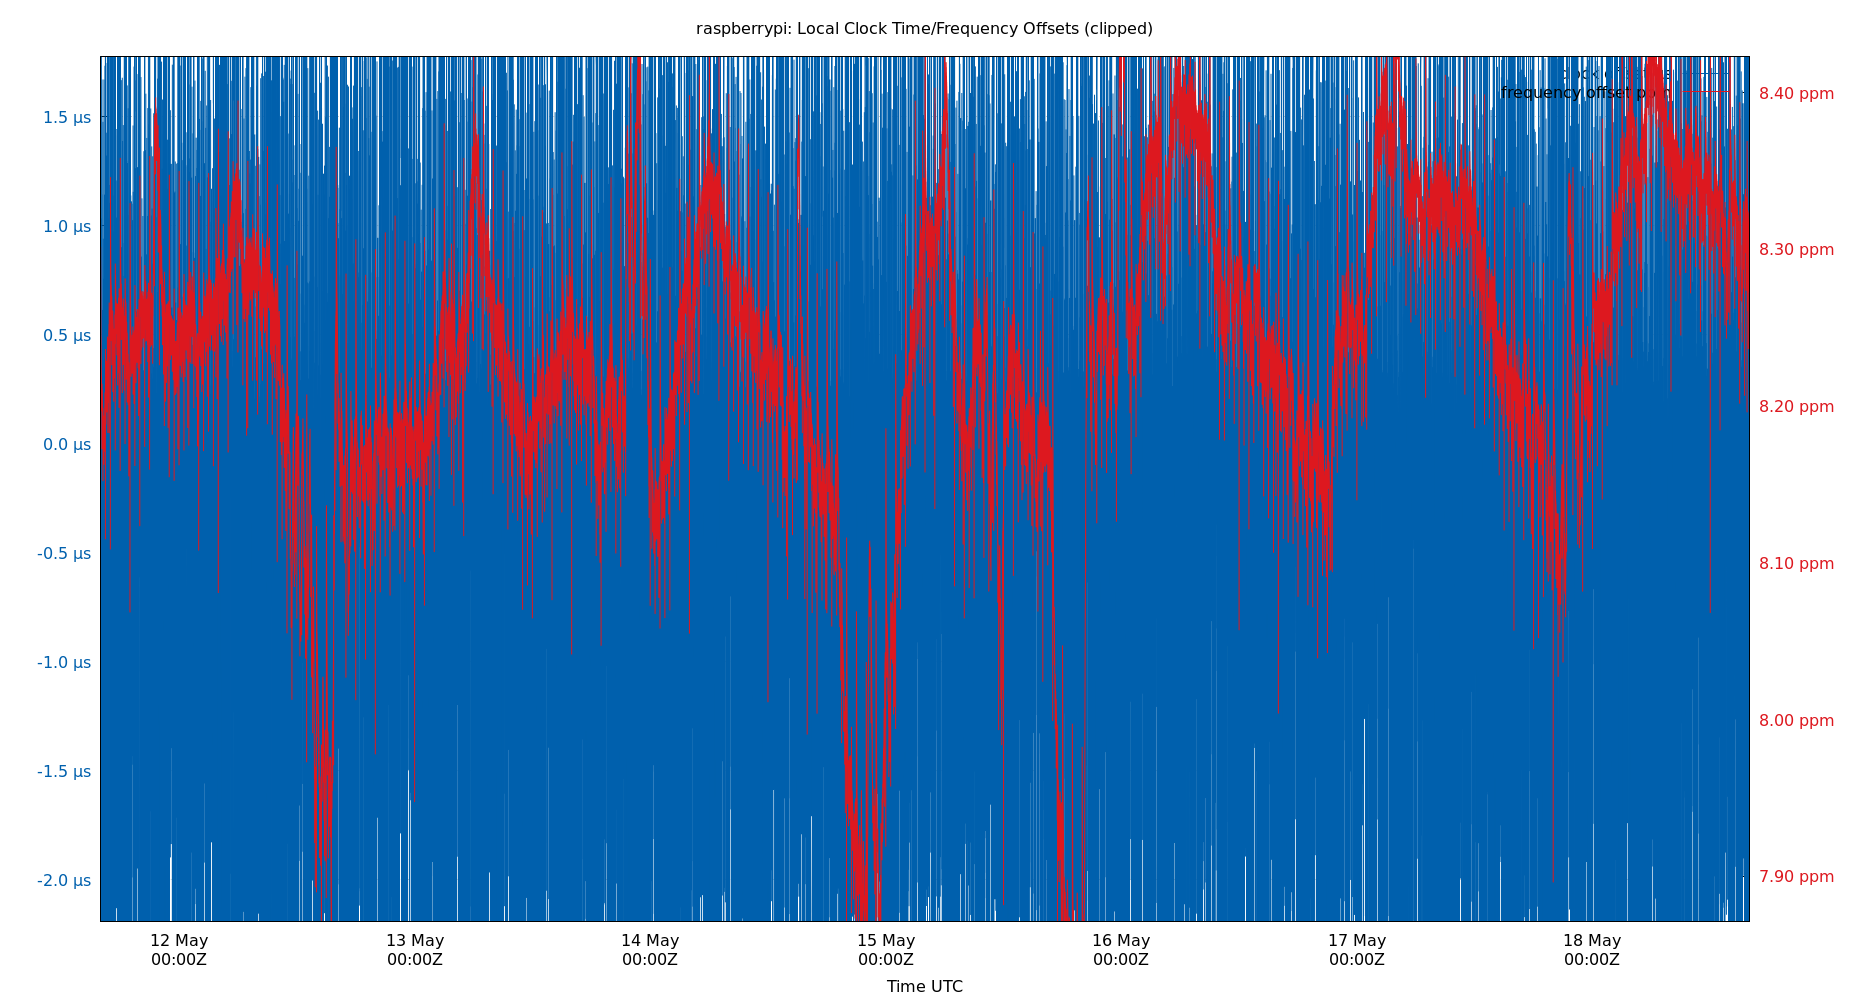 raspberrypi: Local Clock Time/Frequency Offsets (clipped)
frequency offset ppm
1.5 µs
1.0 µs
0.5 µs
0.0 µs
-0.5 µs
-1.0 µs
-1.5 µs
-2.0 µs
8.40 ppm
8.30 ppm
8.20 ppm
8.10 ppm
8.00 ppm
7.90 ppm
12 May
00:00Z
13 May
00:00Z
14 May
00:00Z
15 May
00:00Z
16 May
00:00Z
17 May
00:00Z
18 May
00:00Z
Time UTC